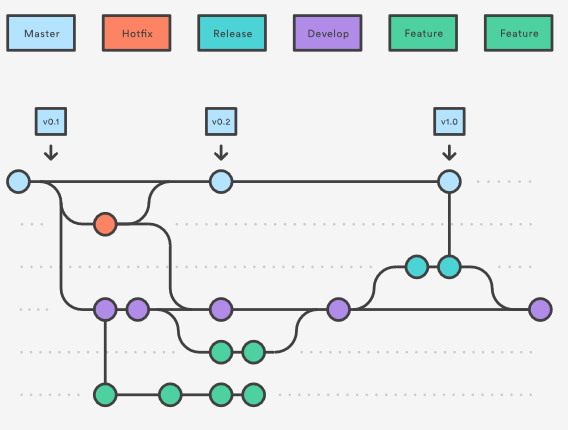 Master
Hotfix
Release
Develop
Feature
Feature
v0.1
v0.2
v1.0